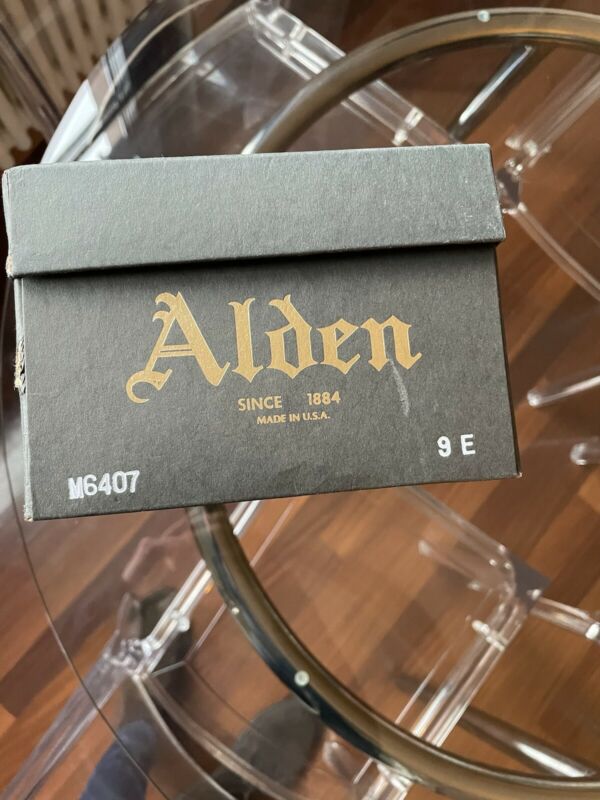 Alden
SINCE 1884
MADE IN U.S.A.
9 E
M6407